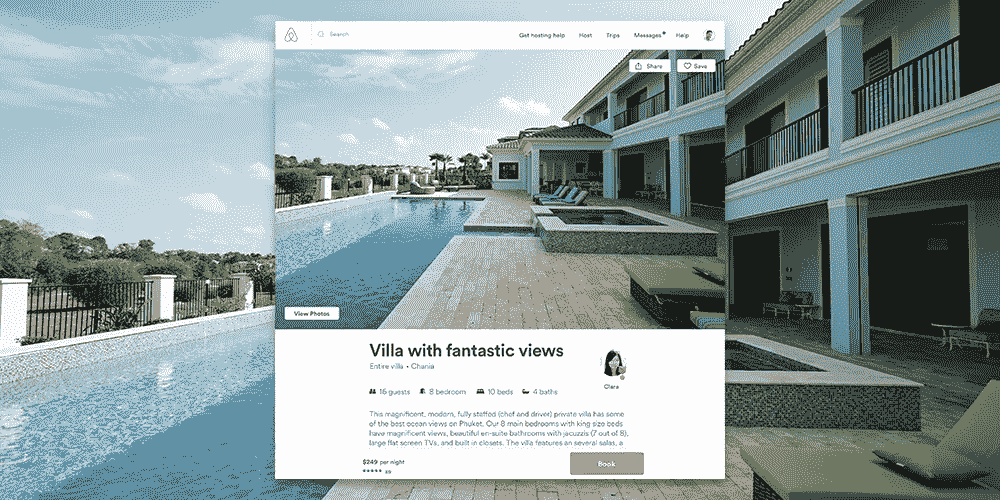 Search Get hosting help Host Trips Messages Help
Share Save
View Photos
Villa with fantastic views
Entire villa • Chania
Clara
16 guests 8 bedroom 10 beds 4 baths
This magnificent, modern, fully staffed (chef and driver) private villa has some
of the best ocean views on Phuket. Our 8 main bedrooms with king size beds
have magnificent views, beautiful en-suite bathrooms with jacuzzis (7 out of 8),
large flat screen TVs, and built in closets. The villa features an several salas, a
$249 per night
Book